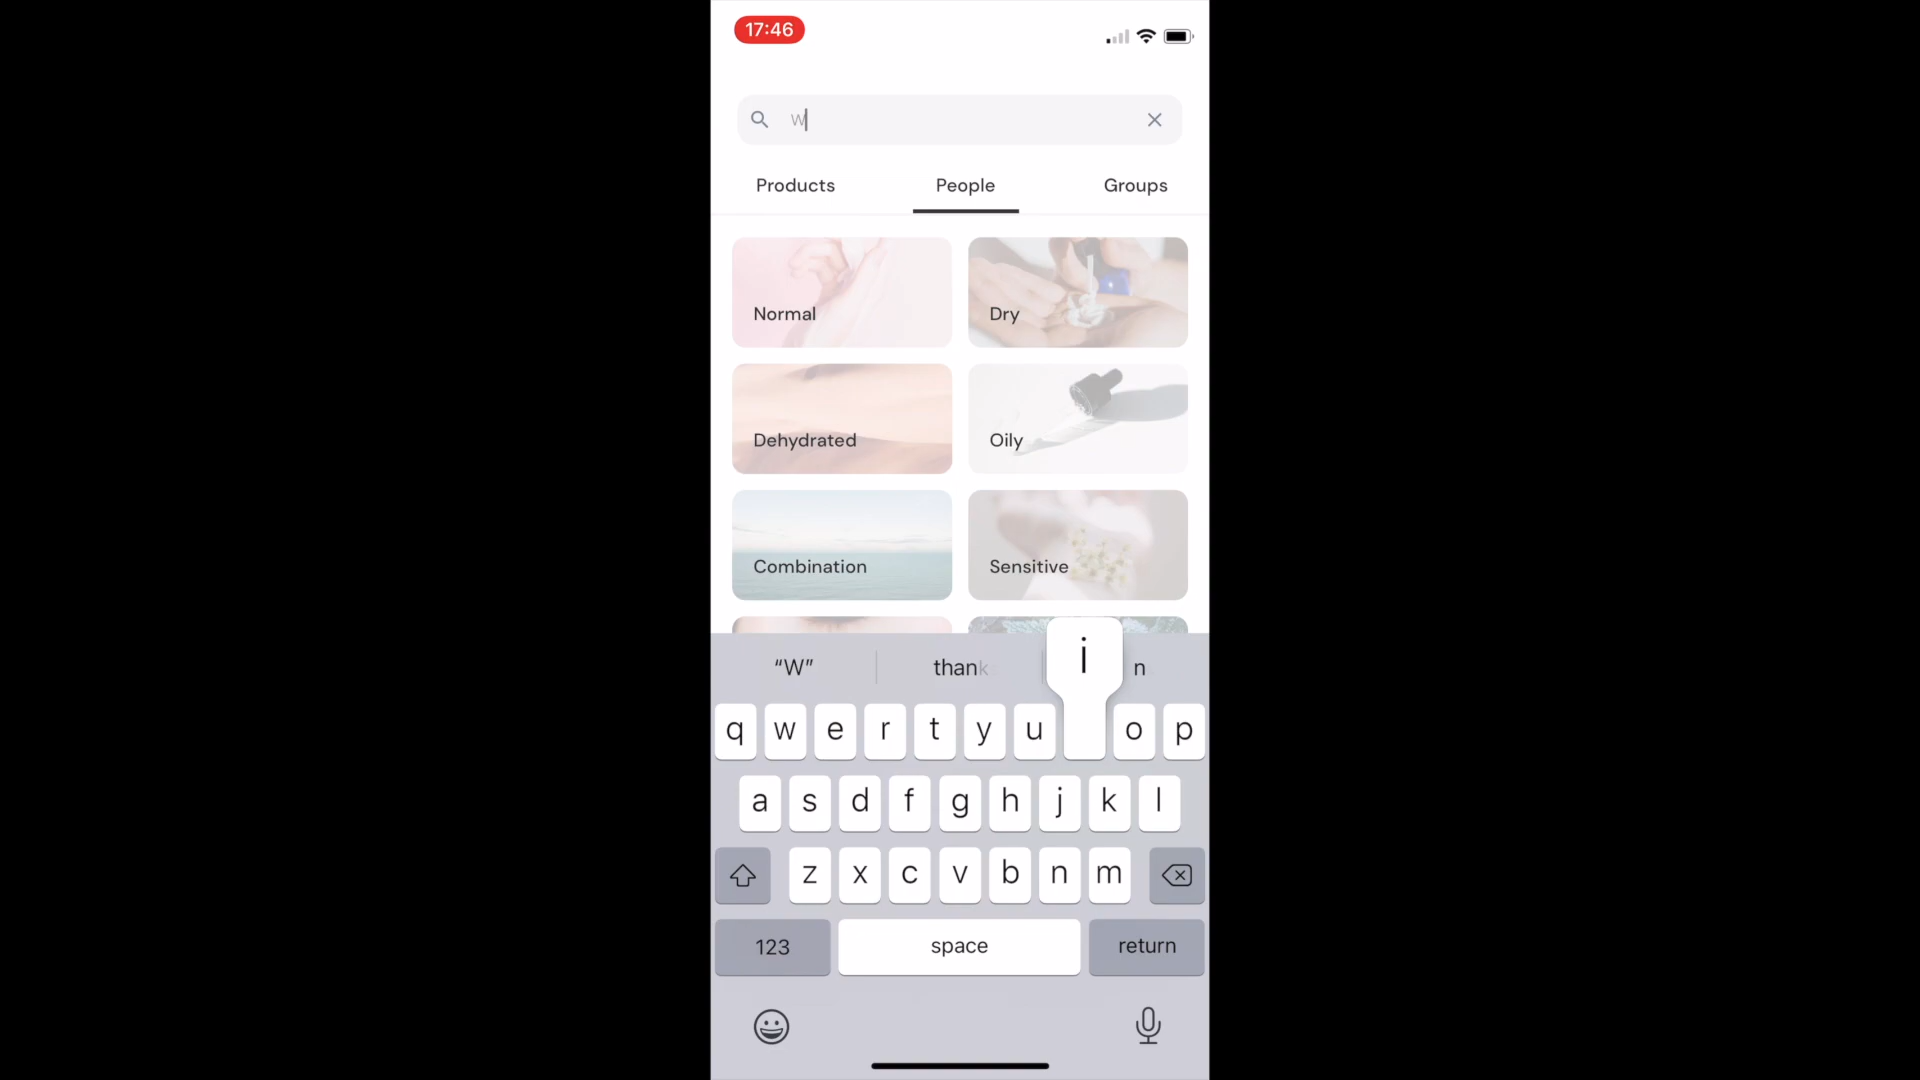 17:46
W
Products People Groups
Normal Dry
Dehydrated Oily
Combination Sensitive
“W” thank n
i
q w e r t y u o p
a s d f g h j k l
z x c v b n m
123 space return